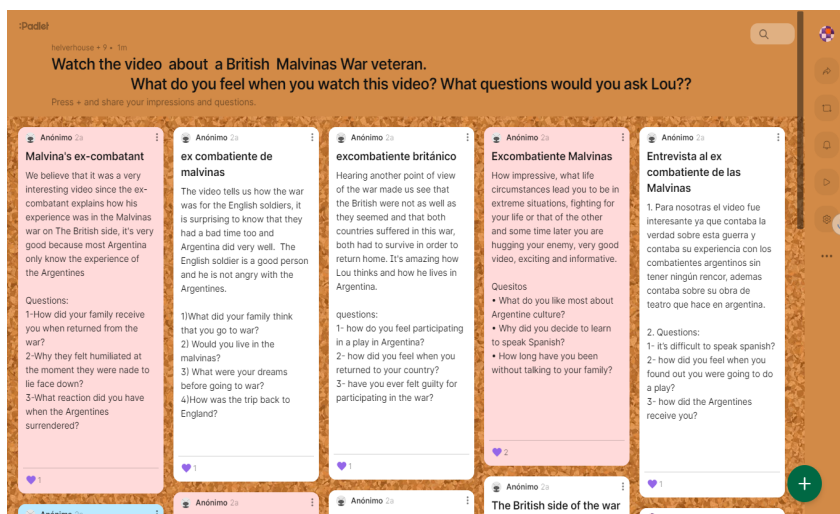 :Padlet
helverhouse + 9 • 1m
Watch the video about a British Malvinas War veteran.
What do you feel when you watch this video? What questions would you ask Lou??
Press + and share your impressions and questions.
Anónimo 2a
Malvina's ex-combatant
We believe that it was a very
interesting video since the ex-
combatant explains how his
experience was in the Malvinas
war on The British side, it's very
good because most Argentina
only know the experience of
the Argentines
Questions:
1-How did your family receive
you when returned from the
war?
2-Why they felt humiliated at
the moment they were nade to
lie face down?
3-What reaction did you have
when the Argentines
surrendered?
1
Anónimo 2a
ex combatiente de
malvinas
The video tells us how the war
was for the English soldiers, it
is surprising to know that they
had a bad time too and
Argentina did very well. The
English soldier is a good person
and he is not angry with the
Argentines.
1)What did your family think
that you go to war?
2) Would you live in the
malvinas?
3) What were your dreams
before going to war?
4)How was the trip back to
England?
1
Anónimo 2a
excombatiente británico
Hearing another point of view
of the war made us see that
the British were not as well as
they seemed and that both
countries suffered in this war,
both had to survive in order to
return home. It's amazing how
Lou thinks and how he lives in
Argentina.
questions:
1- how do you feel participating
in a play in Argentina?
2- how did you feel when you
returned to your country?
3- have you ever felt guilty for
participating in the war?
1
Anónimo 2a
Excombatiente Malvinas
How impressive, what life
circumstances lead you to be in
extreme situations, fighting for
your life or that of the other
and some time later you are
hugging your enemy, very good
video, exciting and informative.
Quesitos
• What do you like most about
Argentine culture?
• Why did you decide to learn
to speak Spanish?
• How long have you been
without talking to your family?
2
Anónimo 2a
Entrevista al ex
combatiente de las
Malvinas
1. Para nosotras el video fue
interesante ya que contaba la
verdad sobre esta guerra y
contaba su experiencia con los
combatientes argentinos sin
tener ningún rencor, ademas
contaba sobre su obra de
teatro que hace en argentina.
2. Questions:
1- it's difficult to speak spanish?
2- how did you feel when you
found out you were going to do
a play?
3- how did the Argentines
receive you?
1
Anónimo 2a
Anónimo 2a
Anónimo 2a
The British side of the war